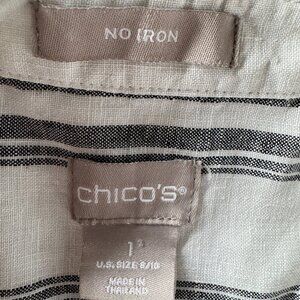 NO IRON
chico's®
1
U.S. SIZE 8/10
MADE IN
THAILAND